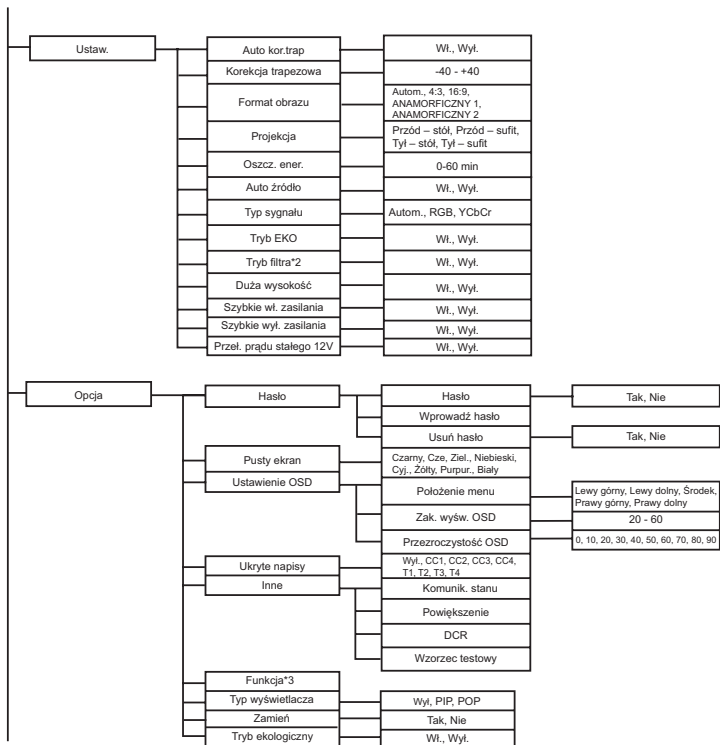 Ustaw.
Auto kor.trap
Wł., Wył.
Korekcja trapezowa
-40 - +40
Format obrazu
Autom., 4:3, 16:9,
ANAMORFICZNY 1,
ANAMORFICZNY 2
Projekcja
Przód – stół, Przód – sufit,
Tył – stół, Tył – sufit
Oszcz. ener.
0-60 min
Auto źródło
Wł., Wył.
Typ sygnału
Autom., RGB, YCbCr
Tryb EKO
Wł., Wył.
Tryb filtra*2
Wł., Wył.
Duża wysokość
Wł., Wył.
Szybkie wł. zasilania
Wł., Wył.
Szybkie wył. zasilania
Wł., Wył.
Przeł. prądu stałego 12V
Wł., Wył.
Opcja
Hasło
Hasło
Tak, Nie
Wprowadź hasło
Usuń hasło
Tak, Nie
Pusty ekran
Czarny, Cze, Ziel., Niebieski,
Cyj., Żółty, Purpur., Biały
Ustawienie OSD
Położenie menu
Lewy górny, Lewy dolny, Środek,
Prawy górny, Prawy dolny
Zak. wyśw. OSD
20 - 60
Przezroczystość OSD
0, 10, 20, 30, 40, 50, 60, 70, 80, 90
Ukryte napisy
Wył., CC1, CC2, CC3, CC4,
T1, T2, T3, T4
Inne
Komunik. stanu
Powiększenie
DCR
Wzorzec testowy
Funkcja*3
Typ wyświetlacza
Wył, PIP, POP
Zamień
Tak, Nie
Tryb ekologiczny
Wł., Wył.